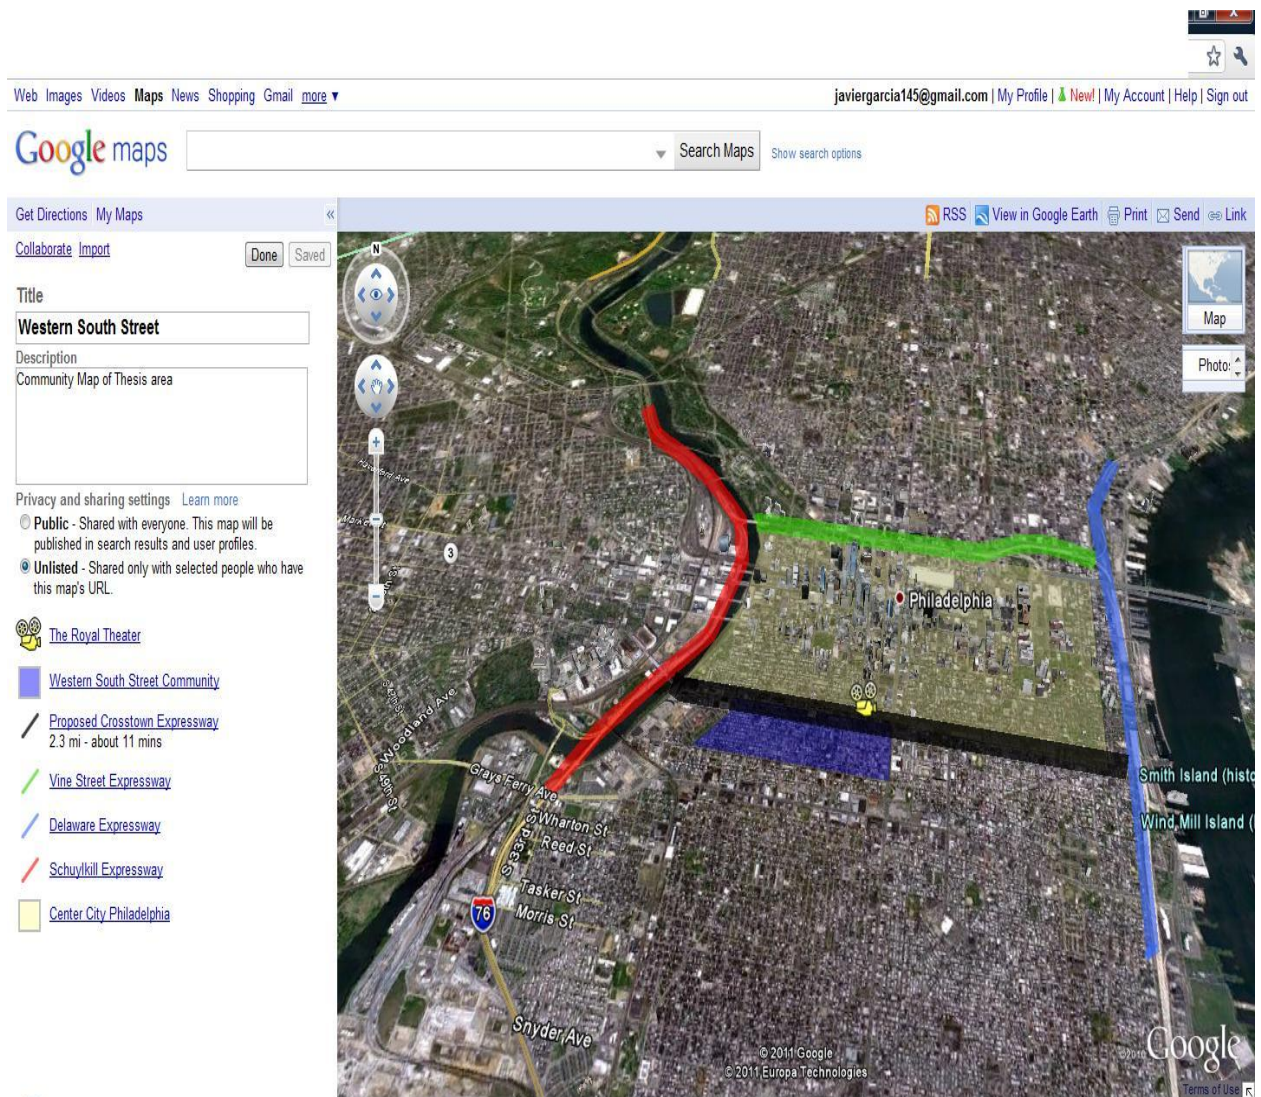 Web Images Videos Maps News Shopping Gmail more ▼
javiergarcia145@gmail.com | My Profile | New! | My Account | Help | Sign out
Google maps
Search Maps
Show search options
Get Directions My Maps
«
RSS View in Google Earth Print Send Link
Collaborate Import
Done Saved
Title
Western South Street
Description
Community Map of Thesis area
Privacy and sharing settings Learn more
Public - Shared with everyone. This map will be
published in search results and user profiles.
Unlisted - Shared only with selected people who have
this map's URL.
The Royal Theater
Western South Street Community
Proposed Crosstown Expressway
2.3 mi - about 11 mins
Vine Street Expressway
Delaware Expressway
Schuylkill Expressway
Center City Philadelphia
N
Map
Photo
3
Philadelphia
S 49th St
S Woodland Ave
Grays Ferry Ave
S 33rd St
Wharton St
Reed St
Tasker St
Morris St
76
Snyder Ave
Smith Island (histo
Wind Mill Island (
© 2011 Google
© 2011 Europa Technologies
Google
Terms of Use